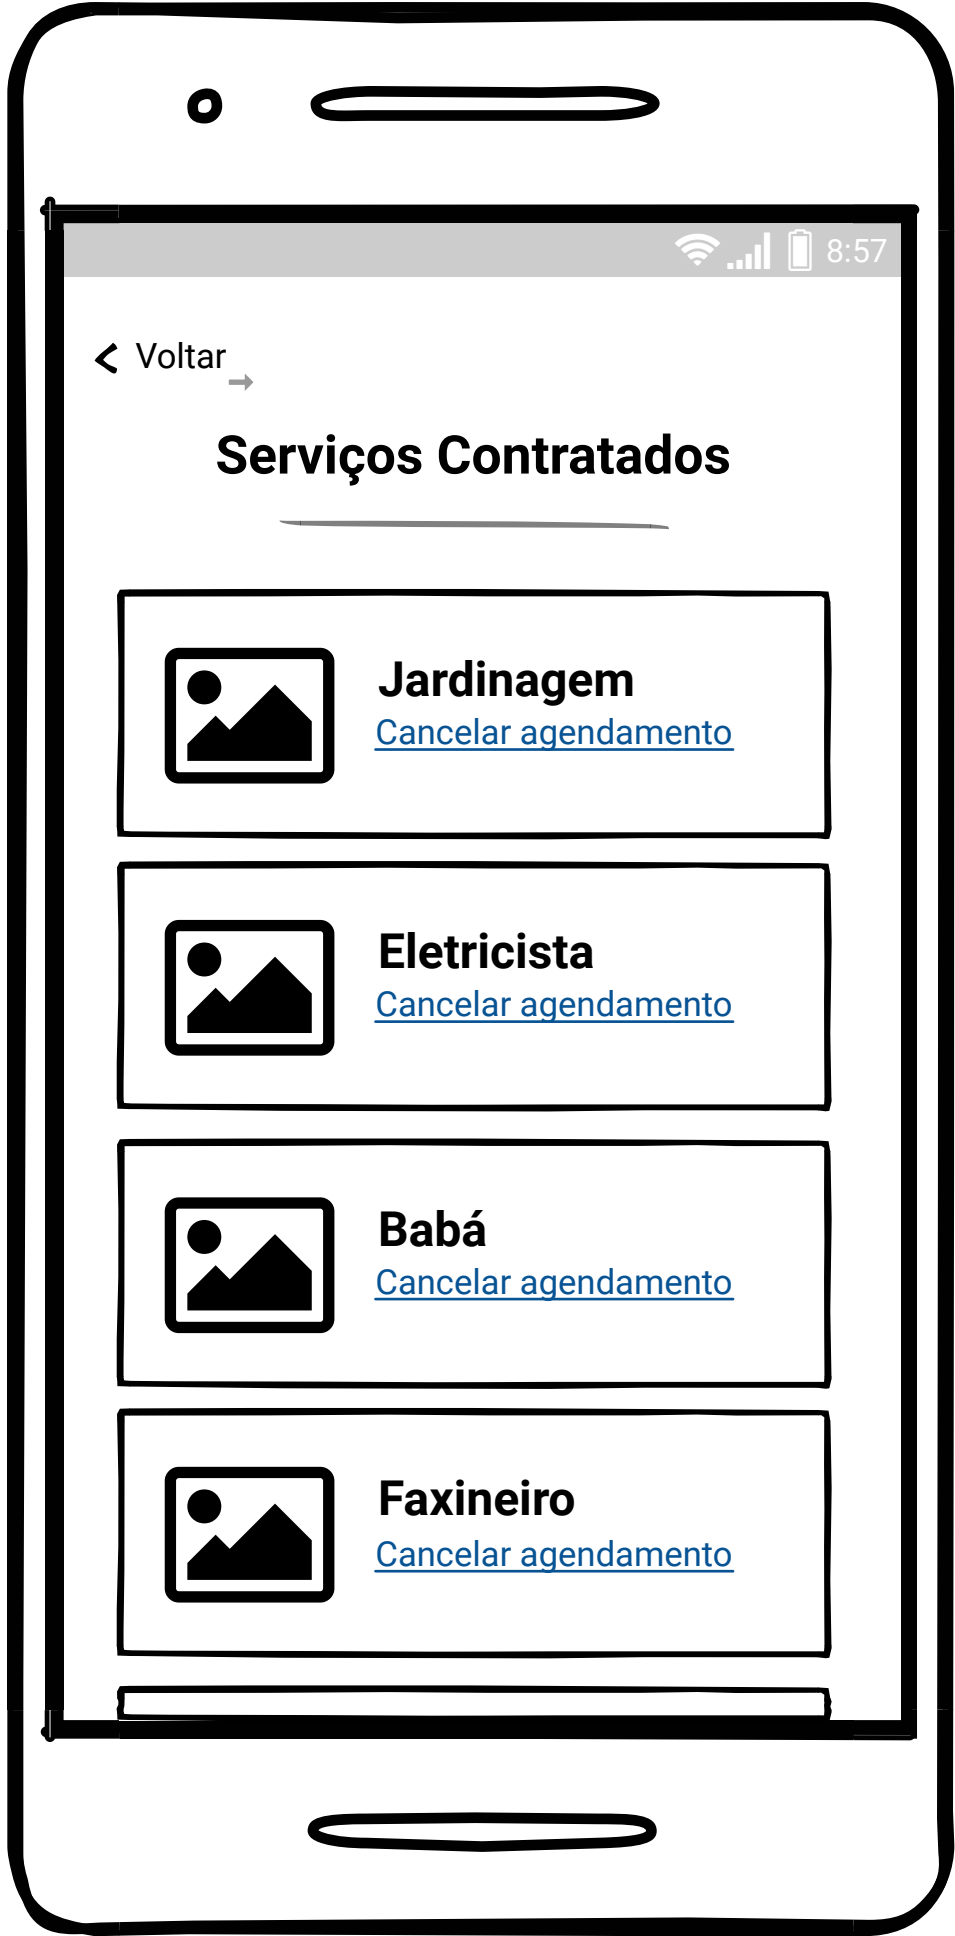 8:57
Voltar
Serviços Contratados
Jardinagem
Cancelar agendamento
Eletricista
Cancelar agendamento
Babá
Cancelar agendamento
Faxineiro
Cancelar agendamento